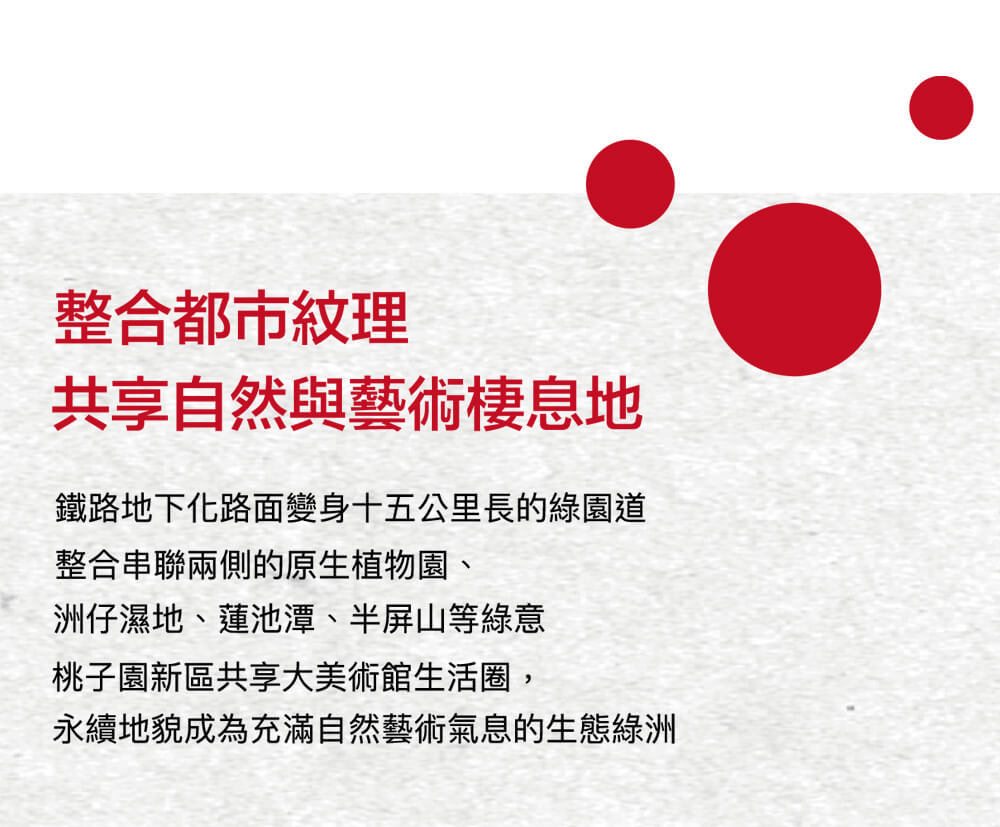 整合都市紋理
共享自然與藝術棲息地
鐵路地下化路面變身十五公里長的綠園道
整合串聯兩側的原生植物園、
洲仔濕地、蓮池潭、半屏山等綠意
桃子園新區共享大美術館生活圈，
永續地貌成為充滿自然藝術氣息的生態綠洲